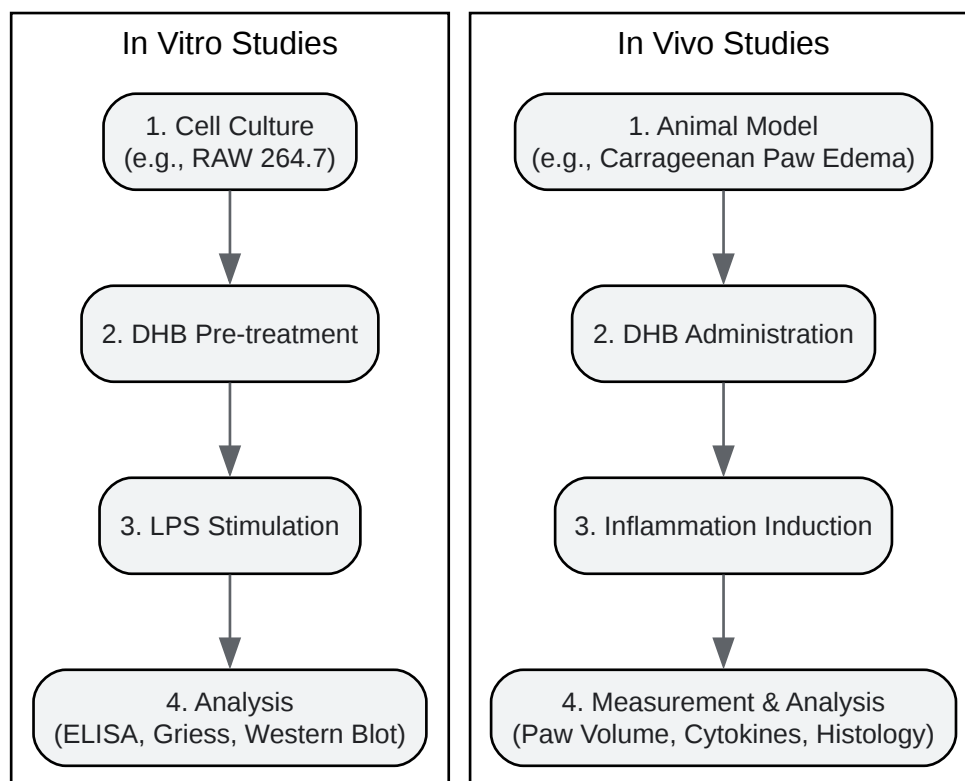 In Vitro Studies
1. Cell Culture
(e.g., RAW 264.7)
2. DHB Pre-treatment
3. LPS Stimulation
4. Analysis
(ELISA, Griess, Western Blot)
In Vivo Studies
1. Animal Model
(e.g., Carrageenan Paw Edema)
2. DHB Administration
3. Inflammation Induction
4. Measurement & Analysis
(Paw Volume, Cytokines, Histology)